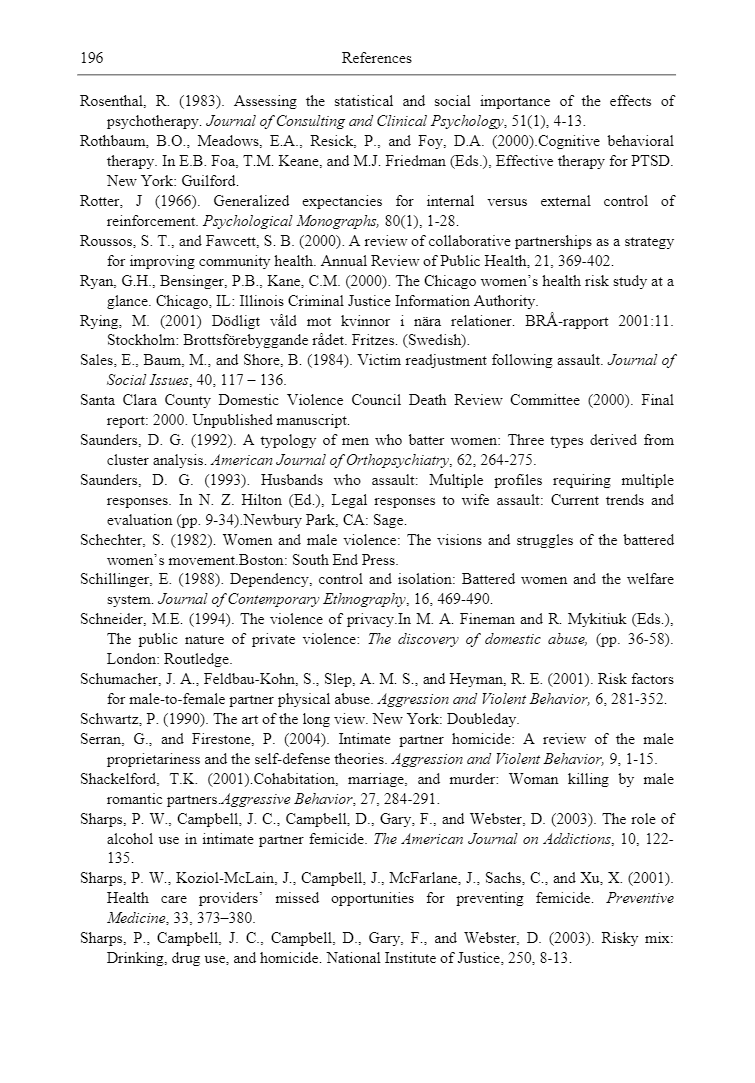 196 References
Rosenthal, R. (1983). Assessing the statistical and social importance of the effects of
psychotherapy. Journal of Consulting and Clinical Psychology, 51(1), 4-13.
Rothbaum, B.O., Meadows, E.A., Resick, P., and Foy, D.A. (2000).Cognitive behavioral
therapy. In E.B. Foa, T.M. Keane, and M.J. Friedman (Eds.), Effective therapy for PTSD.
New York: Guilford.
Rotter, J (1966). Generalized expectancies for internal versus external control of
reinforcement. Psychological Monographs, 80(1), 1-28.
Roussos, S. T., and Fawcett, S. B. (2000). A review of collaborative partnerships as a strategy
for improving community health. Annual Review of Public Health, 21, 369-402.
Ryan, G.H., Bensinger, P.B., Kane, C.M. (2000). The Chicago women's health risk study at a
glance. Chicago, IL: Illinois Criminal Justice Information Authority.
Rying, M. (2001) Dödligt våld mot kvinnor i nära relationer. BRÅ-rapport 2001:11.
Stockholm: Brottsförebyggande rådet. Fritzes. (Swedish).
Sales, E., Baum, M., and Shore, B. (1984). Victim readjustment following assault. Journal of
Social Issues, 40, 117 – 136.
Santa Clara County Domestic Violence Council Death Review Committee (2000). Final
report: 2000. Unpublished manuscript.
Saunders, D. G. (1992). A typology of men who batter women: Three types derived from
cluster analysis. American Journal of Orthopsychiatry, 62, 264-275.
Saunders, D. G. (1993). Husbands who assault: Multiple profiles requiring multiple
responses. In N. Z. Hilton (Ed.), Legal responses to wife assault: Current trends and
evaluation (pp. 9-34).Newbury Park, CA: Sage.
Schechter, S. (1982). Women and male violence: The visions and struggles of the battered
women's movement.Boston: South End Press.
Schillinger, E. (1988). Dependency, control and isolation: Battered women and the welfare
system. Journal of Contemporary Ethnography, 16, 469-490.
Schneider, M.E. (1994). The violence of privacy.In M. A. Fineman and R. Mykitiuk (Eds.),
The public nature of private violence: The discovery of domestic abuse, (pp. 36-58).
London: Routledge.
Schumacher, J. A., Feldbau-Kohn, S., Slep, A. M. S., and Heyman, R. E. (2001). Risk factors
for male-to-female partner physical abuse. Aggression and Violent Behavior, 6, 281-352.
Schwartz, P. (1990). The art of the long view. New York: Doubleday.
Serran, G., and Firestone, P. (2004). Intimate partner homicide: A review of the male
proprietariness and the self-defense theories. Aggression and Violent Behavior, 9, 1-15.
Shackelford, T.K. (2001).Cohabitation, marriage, and murder: Woman killing by male
romantic partners.Aggressive Behavior, 27, 284-291.
Sharps, P. W., Campbell, J. C., Campbell, D., Gary, F., and Webster, D. (2003). The role of
alcohol use in intimate partner femicide. The American Journal on Addictions, 10, 122-
135.
Sharps, P. W., Koziol-McLain, J., Campbell, J., McFarlane, J., Sachs, C., and Xu, X. (2001).
Health care providers' missed opportunities for preventing femicide. Preventive
Medicine, 33, 373–380.
Sharps, P., Campbell, J. C., Campbell, D., Gary, F., and Webster, D. (2003). Risky mix:
Drinking, drug use, and homicide. National Institute of Justice, 250, 8-13.